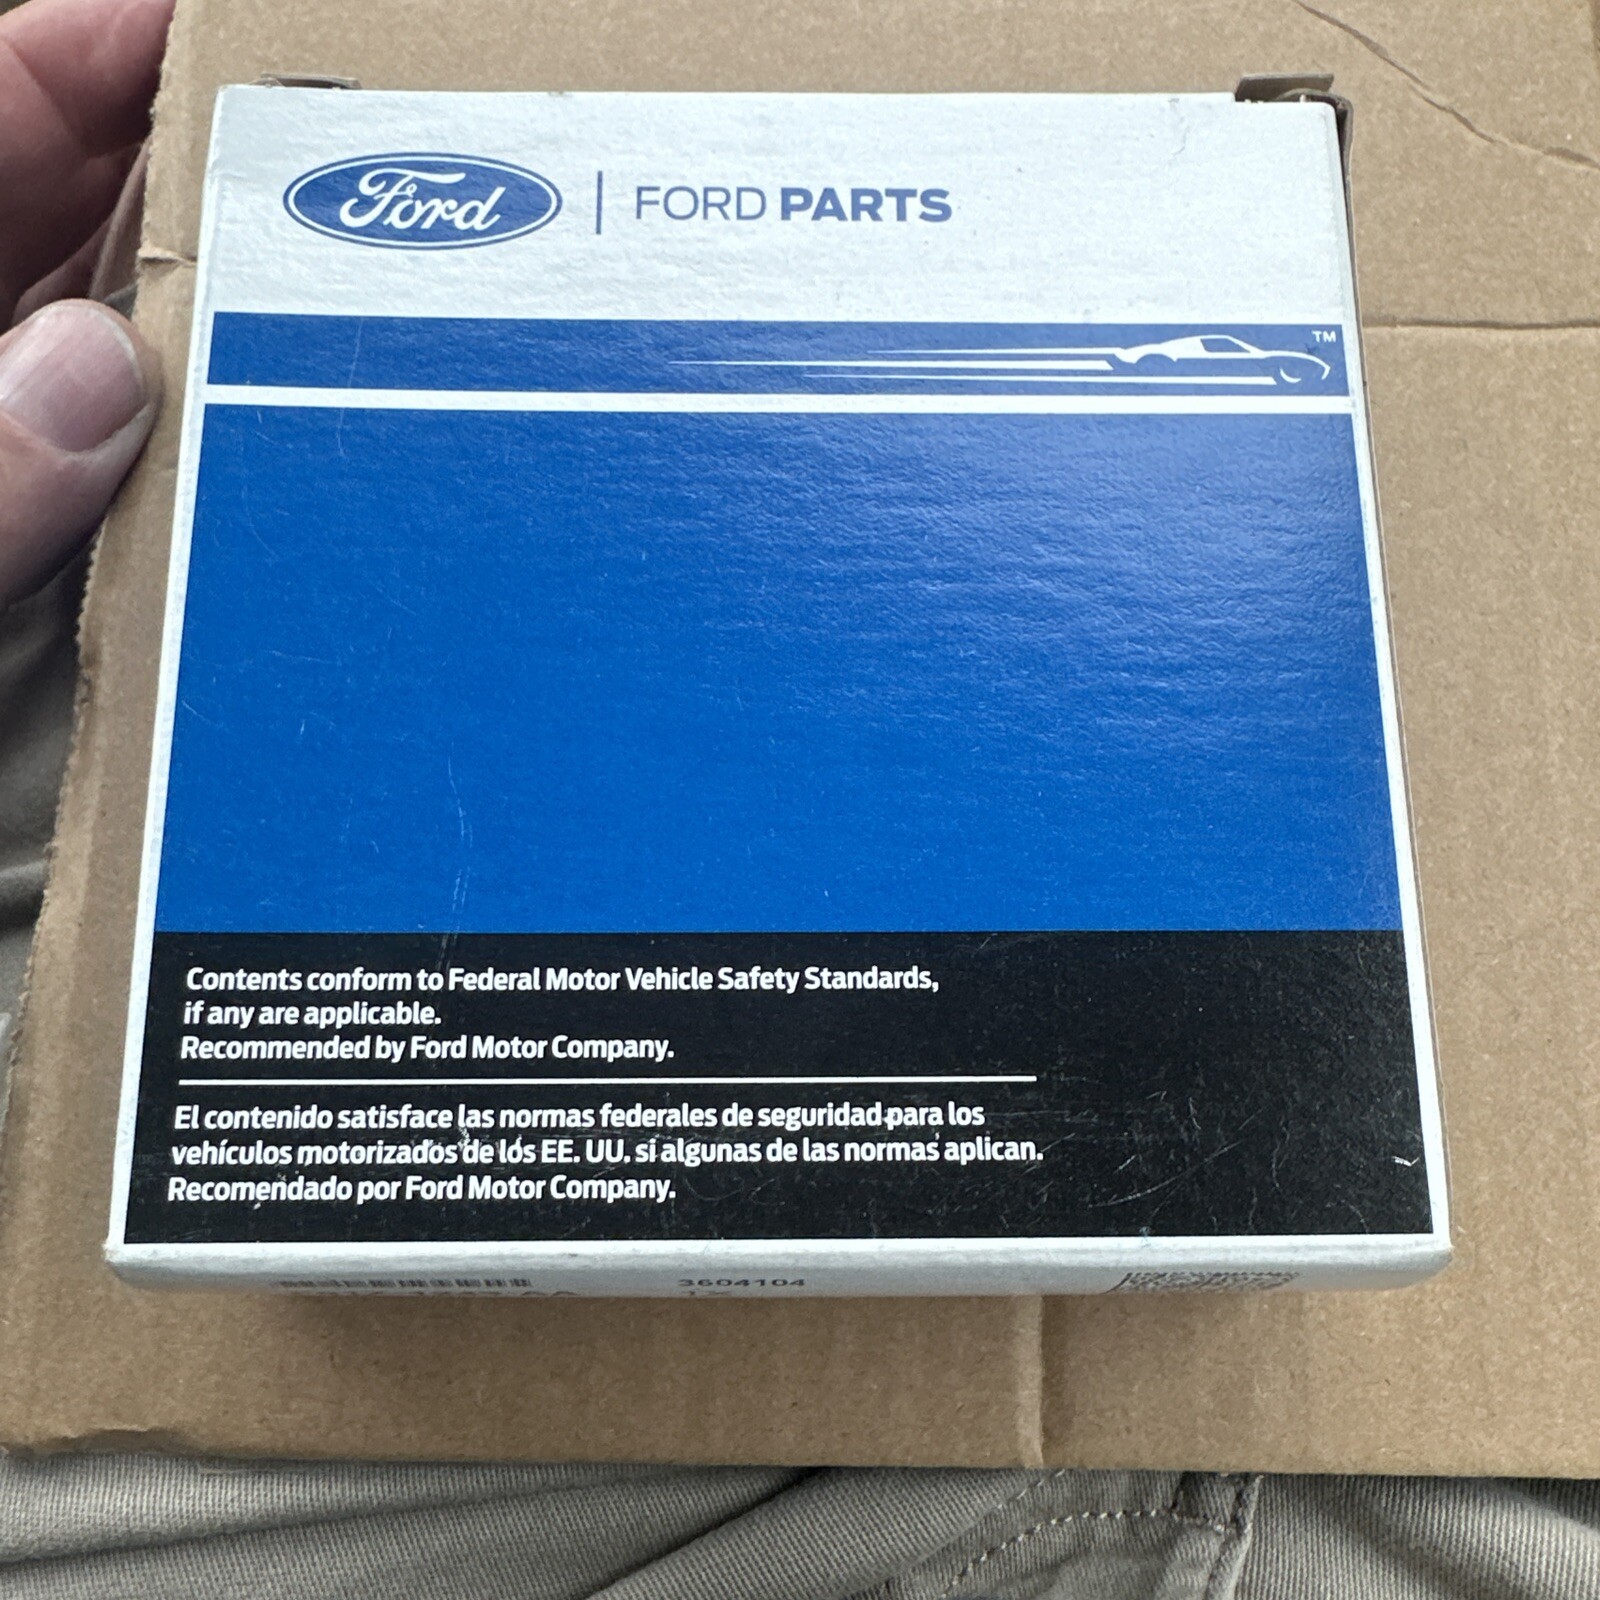 Ford | FORD PARTS
TM
Contents conform to Federal Motor Vehicle Safety Standards,
if any are applicable.
Recommended by Ford Motor Company.
El contenido satisface las normas federales de seguridad para los
vehículos motorizados de los EE. UU. si algunas de las normas aplican.
Recomendado por Ford Motor Company.
3604104